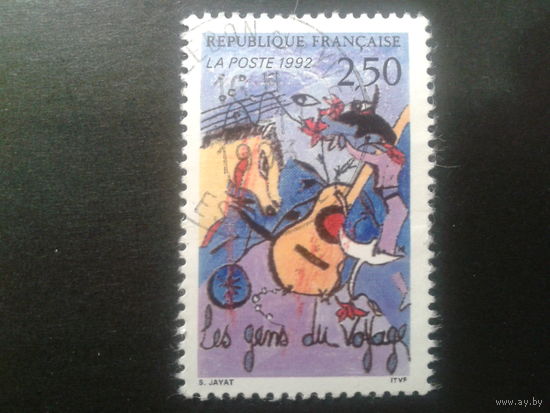 REPUBLIQUE FRANÇAISE
LA POSTE 1992
2,50
Les gens du voyage
S. JAYAT
ITVF
www.ay.by